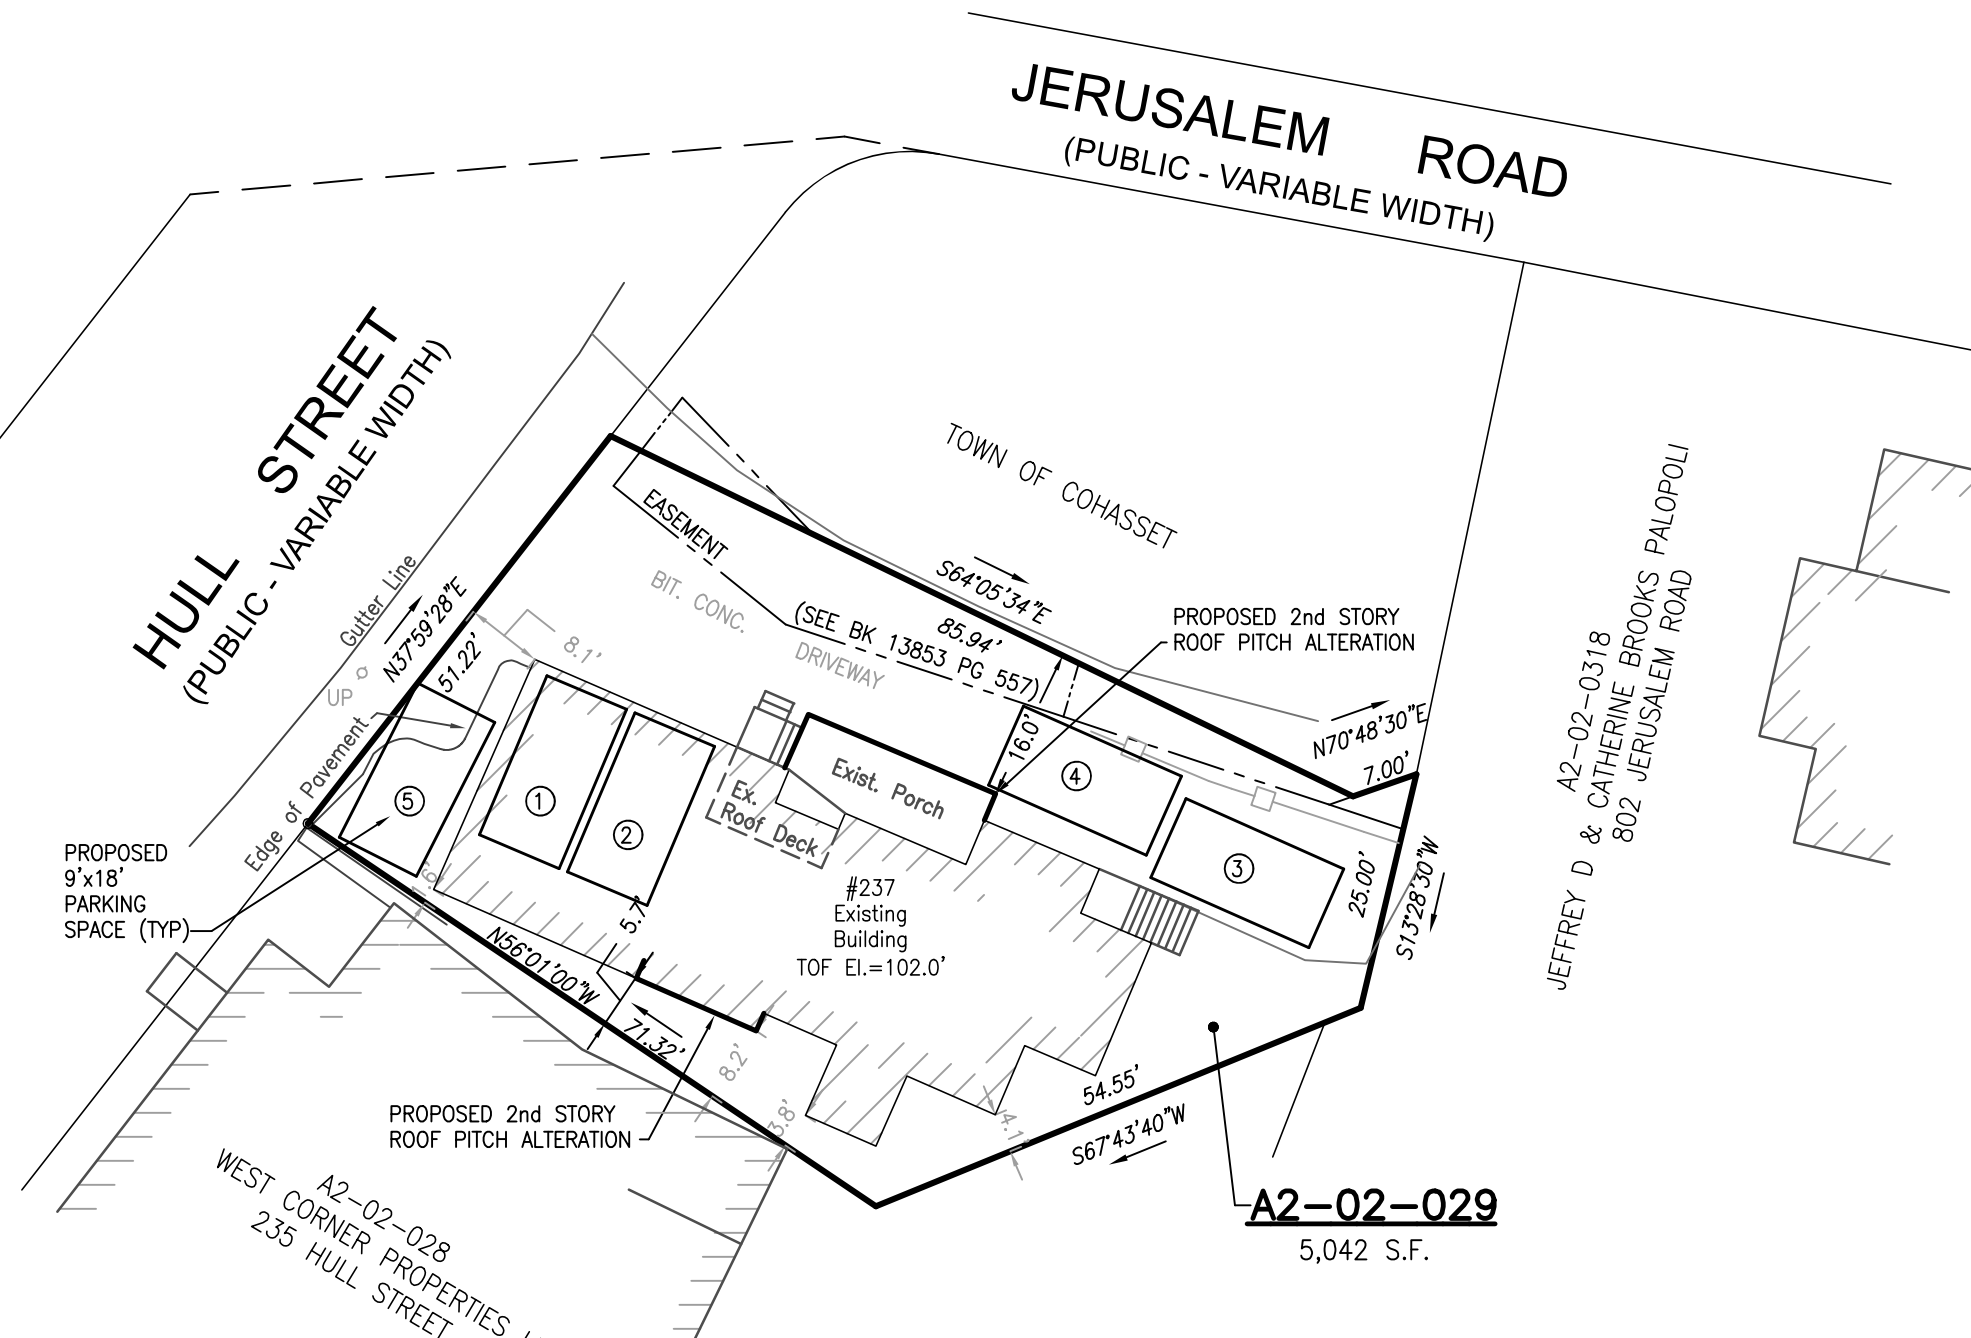 JERUSALEM ROAD
(PUBLIC - VARIABLE WIDTH)
HULL STREET
(PUBLIC - VARIABLE WIDTH)
TOWN OF COHASSET
Gutter Line
N37°59'28"E
51.22'
UP
Edge of Pavement
EASEMENT
(SEE BK 13853 PG 557)
BIT. CONC.
DRIVEWAY
8.1'
S64°05'34"E
85.94'
PROPOSED 2nd STORY
ROOF PITCH ALTERATION
N70°48'30"E
7.00'
16.0'
25.00'
S13°28'30"W
A2-02-0318
JEFFREY D & CATHERINE BROOKS PALOPOLI
802 JERUSALEM ROAD
5
1
2
4
3
Exist. Porch
Ex.
Roof Deck
PROPOSED
9'x18'
PARKING
SPACE (TYP)
#237
Existing
Building
TOF El.=102.0'
5.7'
N56°01'00"W
71.32'
8.2'
3.8'
4.1'
54.55'
S67°43'40"W
PROPOSED 2nd STORY
ROOF PITCH ALTERATION
A2-02-029
5,042 S.F.
A2-02-028
WEST CORNER PROPERTIES
235 HULL STREET